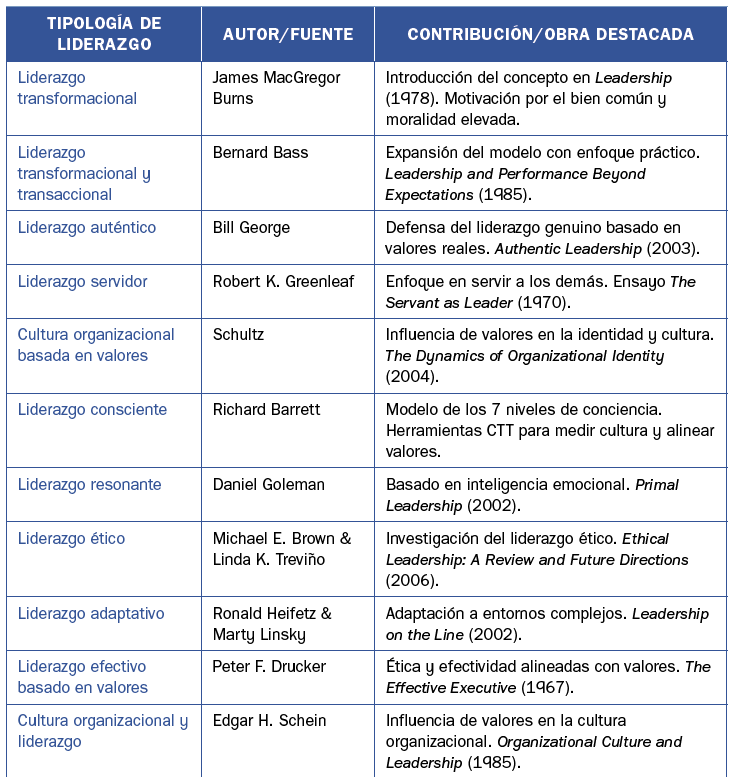 TIPOLOGÍA DE
LIDERAZGO
AUTOR/FUENTE
CONTRIBUCIÓN/OBRA DESTACADA
Liderazgo
transformacional
James MacGregor
Burns
Introducción del concepto en Leadership
(1978). Motivación por el bien común y
moralidad elevada.
Liderazgo
transformacional y
transaccional
Bernard Bass
Expansión del modelo con enfoque práctico.
Leadership and Performance Beyond
Expectations (1985).
Liderazgo auténtico
Bill George
Defensa del liderazgo genuino basado en
valores reales. Authentic Leadership (2003).
Liderazgo servidor
Robert K. Greenleaf
Enfoque en servir a los demás. Ensayo The
Servant as Leader (1970).
Cultura organizacional
basada en valores
Schultz
Influencia de valores en la identidad y cultura.
The Dynamics of Organizational Identity
(2004).
Liderazgo consciente
Richard Barrett
Modelo de los 7 niveles de conciencia.
Herramientas CTT para medir cultura y alinear
valores.
Liderazgo resonante
Daniel Goleman
Basado en inteligencia emocional. Primal
Leadership (2002).
Liderazgo ético
Michael E. Brown &
Linda K. Treviño
Investigación del liderazgo ético. Ethical
Leadership: A Review and Future Directions
(2006).
Liderazgo adaptativo
Ronald Heifetz &
Marty Linsky
Adaptación a entornos complejos. Leadership
on the Line (2002).
Liderazgo efectivo
basado en valores
Peter F. Drucker
Ética y efectividad alineadas con valores. The
Effective Executive (1967).
Cultura organizacional y
liderazgo
Edgar H. Schein
Influencia de valores en la cultura
organizacional. Organizational Culture and
Leadership (1985).